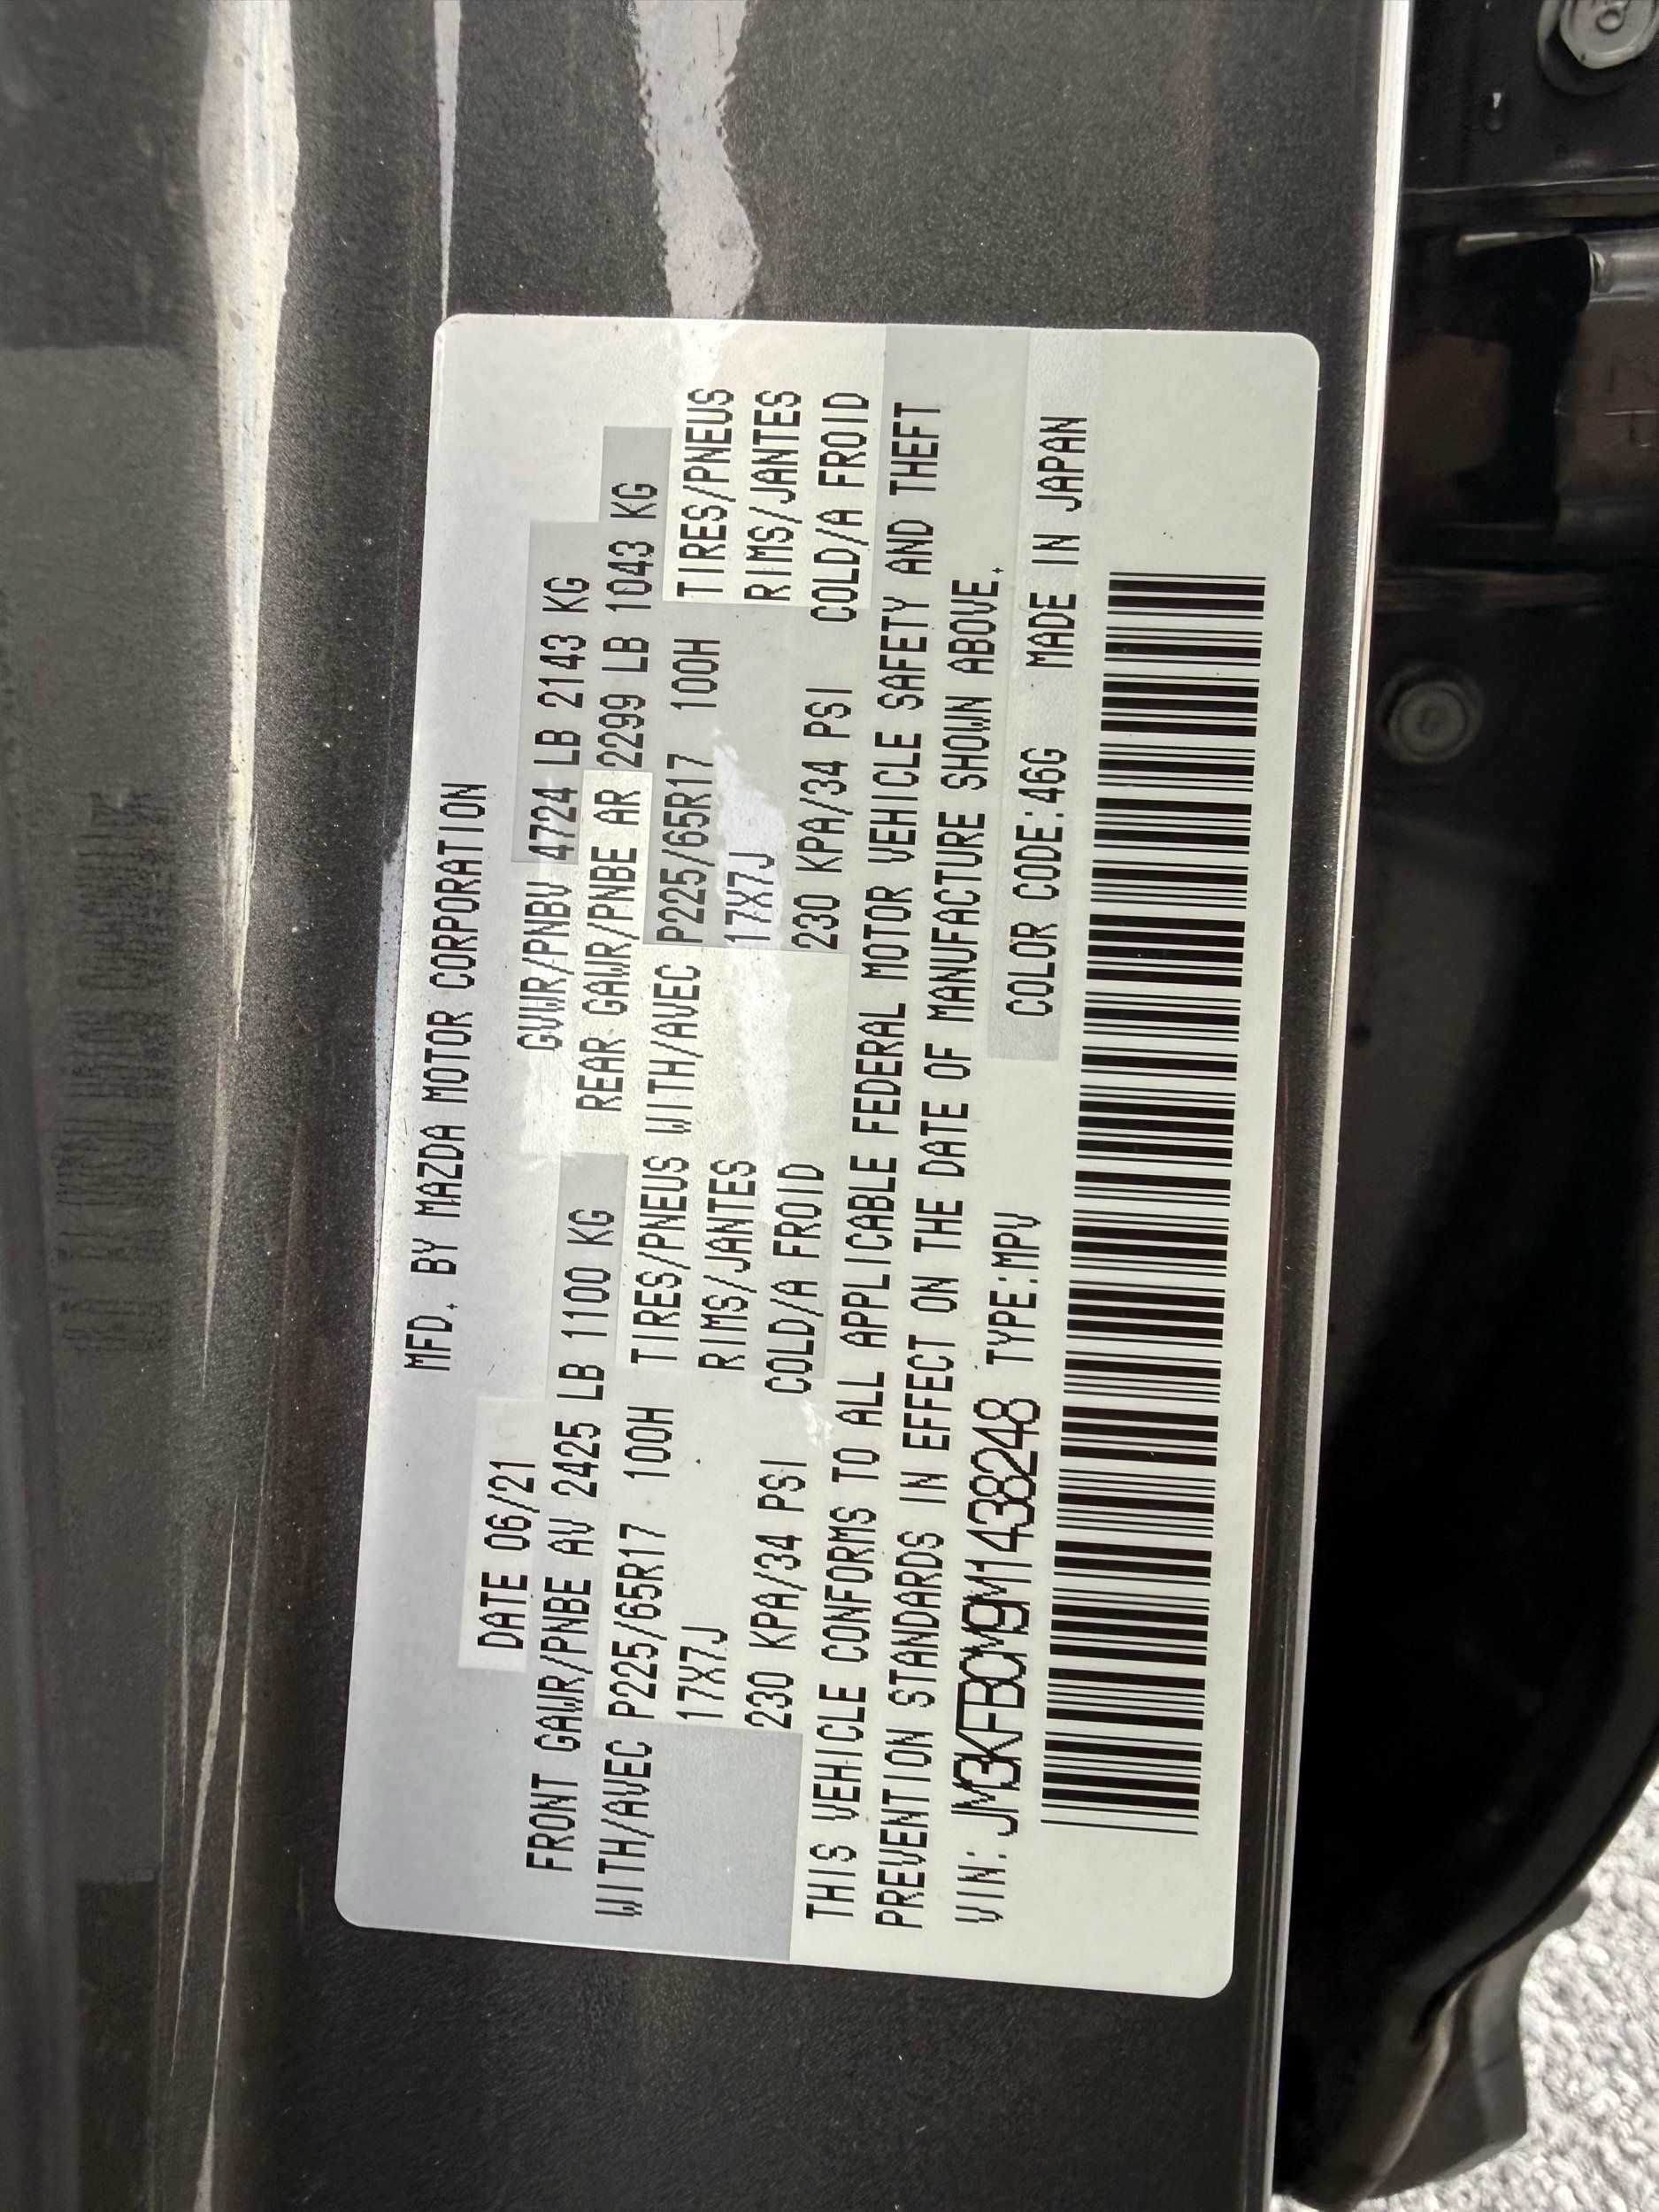 MFD. BY MAZDA MOTOR CORPORATION
DATE 06/21 GVWR/PNBV 4724 LB 2143 KG
FRONT GAWR/PNBE AV 2425 LB 1100 KG REAR GAWR/PNBE AR 2299 LB 1043 KG
WITH/AVEC P225/65R17 100H TIRES/PNEUS WITH/AVEC P225/65R17 100H TIRES/PNEUS
17X7J RIMS/JANTES 17X7J RIMS/JANTES
230 KPA/34 PSI COLD/A FROID 230 KPA/34 PSI COLD/A FROID
THIS VEHICLE CONFORMS TO ALL APPLICABLE FEDERAL MOTOR VEHICLE SAFETY AND THEFT
PREVENTION STANDARDS IN EFFECT ON THE DATE OF MANUFACTURE SHOWN ABOVE.
VIN: JM3KFBCM9M1438248 TYPE:MPV COLOR CODE:46G MADE IN JAPAN